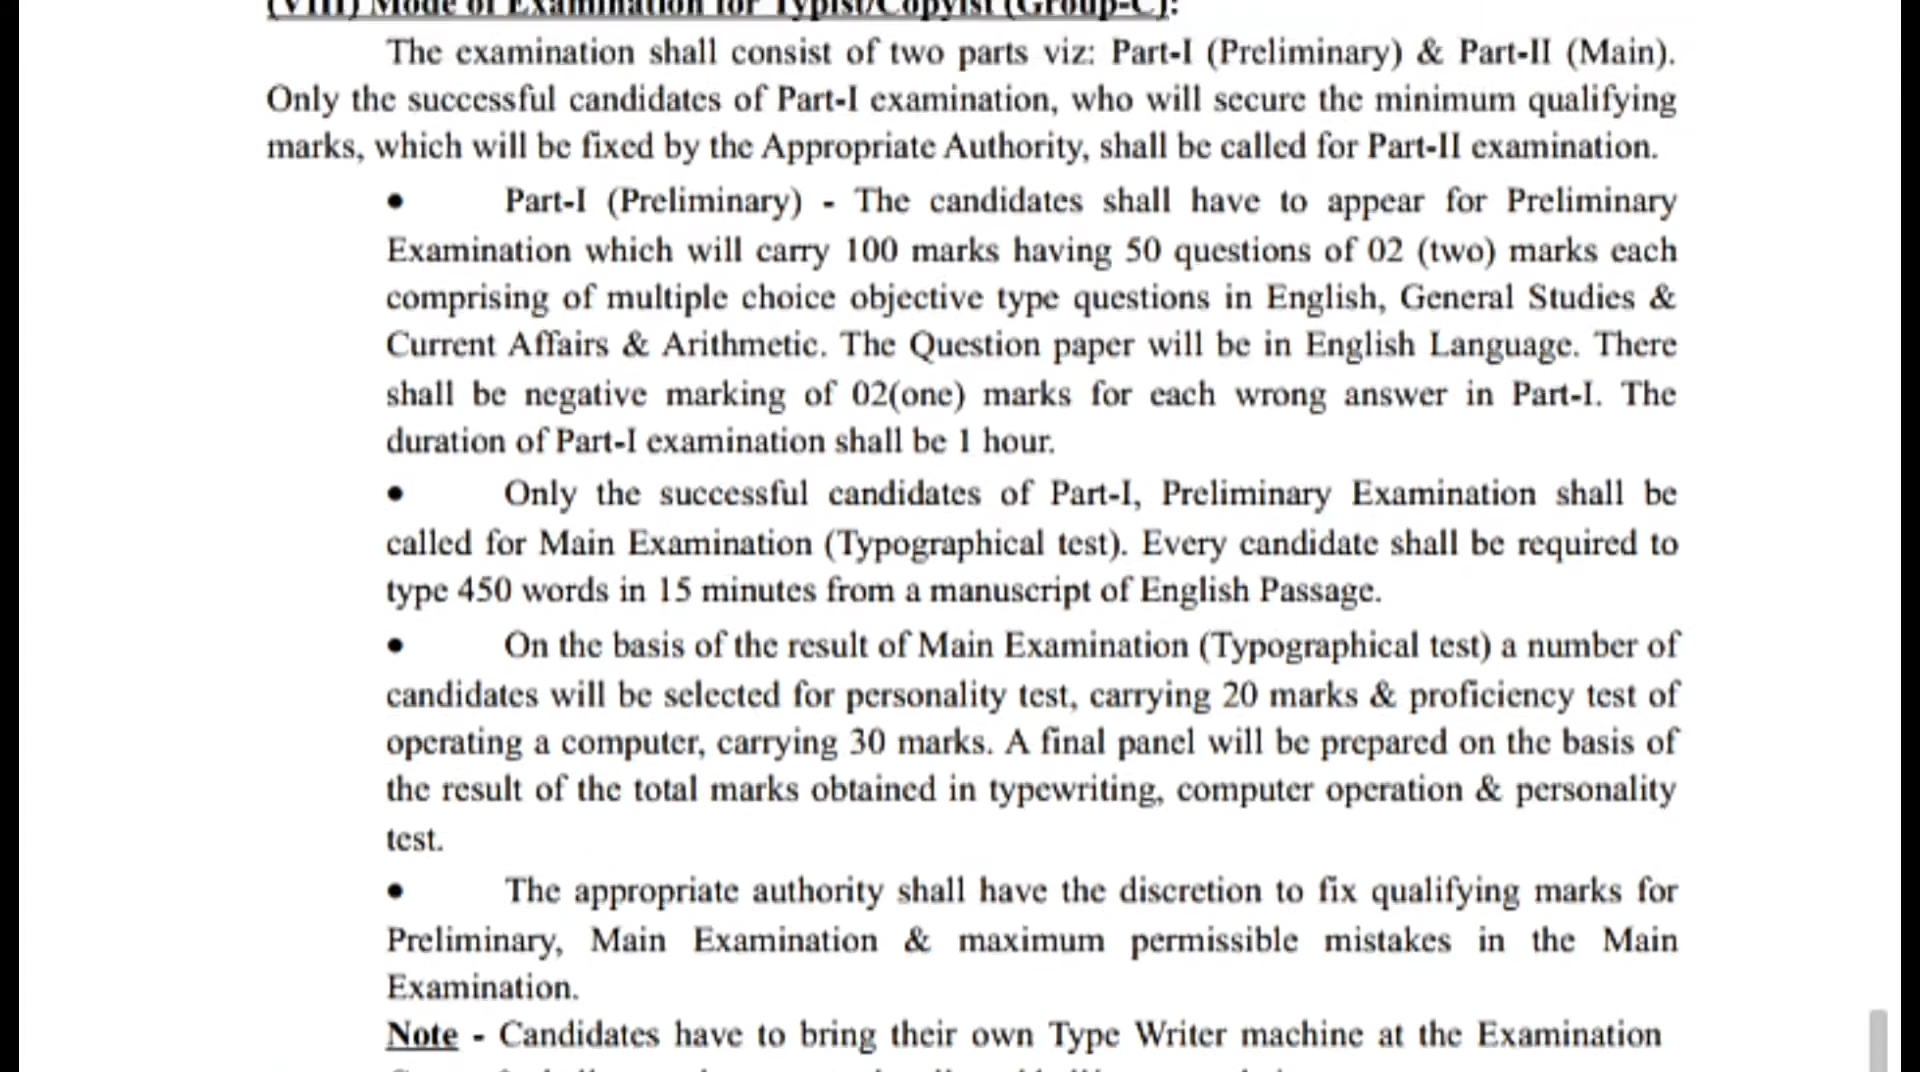 (VIII) Mode of Examination for Typist/Copyist (Group-C):
The examination shall consist of two parts viz: Part-I (Preliminary) & Part-II (Main).
Only the successful candidates of Part-I examination, who will secure the minimum qualifying
marks, which will be fixed by the Appropriate Authority, shall be called for Part-II examination.
• Part-I (Preliminary) - The candidates shall have to appear for Preliminary
Examination which will carry 100 marks having 50 questions of 02 (two) marks each
comprising of multiple choice objective type questions in English, General Studies &
Current Affairs & Arithmetic. The Question paper will be in English Language. There
shall be negative marking of 02(one) marks for each wrong answer in Part-I. The
duration of Part-I examination shall be 1 hour.
• Only the successful candidates of Part-I, Preliminary Examination shall be
called for Main Examination (Typographical test). Every candidate shall be required to
type 450 words in 15 minutes from a manuscript of English Passage.
• On the basis of the result of Main Examination (Typographical test) a number of
candidates will be selected for personality test, carrying 20 marks & proficiency test of
operating a computer, carrying 30 marks. A final panel will be prepared on the basis of
the result of the total marks obtained in typewriting, computer operation & personality
test.
• The appropriate authority shall have the discretion to fix qualifying marks for
Preliminary, Main Examination & maximum permissible mistakes in the Main
Examination.
Note - Candidates have to bring their own Type Writer machine at the Examination